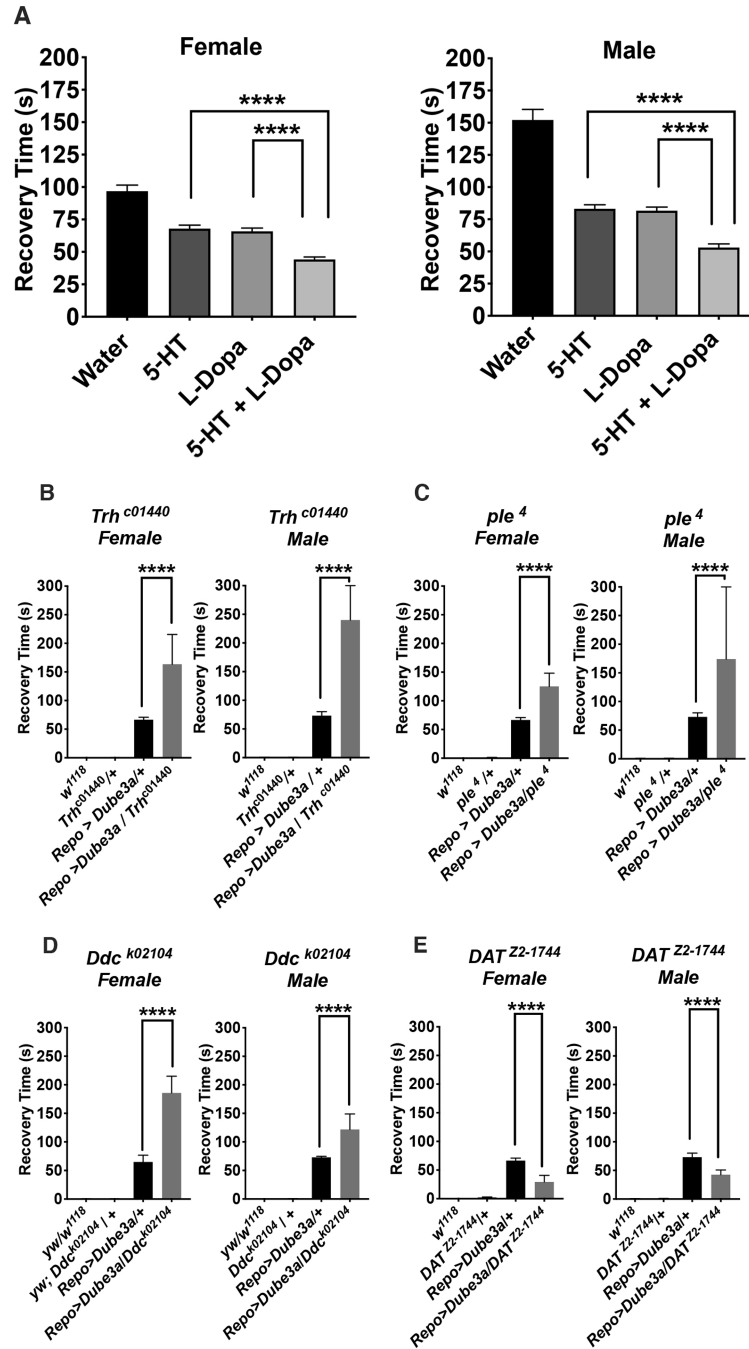 A
Female
Male
Recovery Time (s)
200
175
150
125
100
75
50
25
0
****
****
Water
5-HT
L-Dopa
5-HT + L-Dopa
Recovery Time (s)
200
175
150
125
100
75
50
25
0
****
****
Water
5-HT
L-Dopa
5-HT + L-Dopa
B
Trh c01440
Female
Recovery Time (s)
300
250
200
150
100
50
0
****
w1118
Trhc01440/+
Repo > Dube3a/+
Repo >Dube3a / Trhc01440
Trh c01440
Male
Recovery Time (s)
300
250
200
150
100
50
0
****
w1118
Trhc01440/+
Repo > Dube3a / +
Repo >Dube3a / Trh c01440
C
ple 4
Female
Recovery Time (s)
300
250
200
150
100
50
0
****
w1118
ple 4 /+
Repo > Dube3a/+
Repo > Dube3a/ple 4
ple 4
Male
Recovery Time (s)
300
250
200
150
100
50
0
****
w1118
ple 4 /+
Repo > Dube3a/+
Repo > Dube3a/ple 4
D
Ddc k02104
Female
Recovery Time (s)
300
250
200
150
100
50
0
****
yw/w1118
yw; Ddck02104 / +
Repo>Dube3a/+
Repo>Dube3a/Ddck02104
Ddc k02104
Male
Recovery Time (s)
300
250
200
150
100
50
0
****
yw/w1118
Ddck02104 / +
Repo>Dube3a/+
Repo>Dube3a/Ddck02104
E
DAT Z2-1744
Female
Recovery Time (s)
300
250
200
150
100
50
0
****
w1118
DAT Z2-1744/+
Repo>Dube3a/+
Repo>Dube3a/DAT Z2-1744
DAT Z2-1744
Male
Recovery Time (s)
300
250
200
150
100
50
0
****
w1118
DAT Z2-1744/+
Repo>Dube3a/+
Repo>Dube3a/DAT Z2-1744